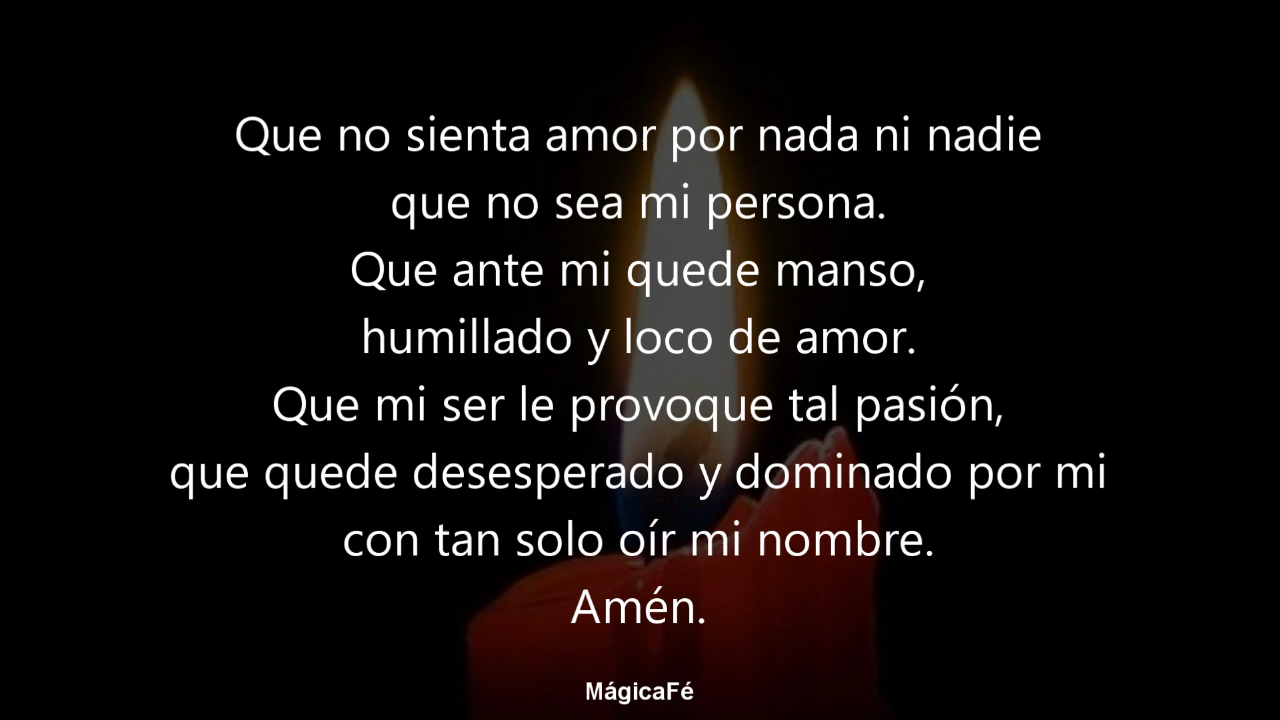 Que no sienta amor por nada ni nadie
que no sea mi persona.
Que ante mi quede manso,
humillado y loco de amor.
Que mi ser le provoque tal pasión,
que quede desesperado y dominado por mi
con tan solo oír mi nombre.
Amén.
MágicaFé